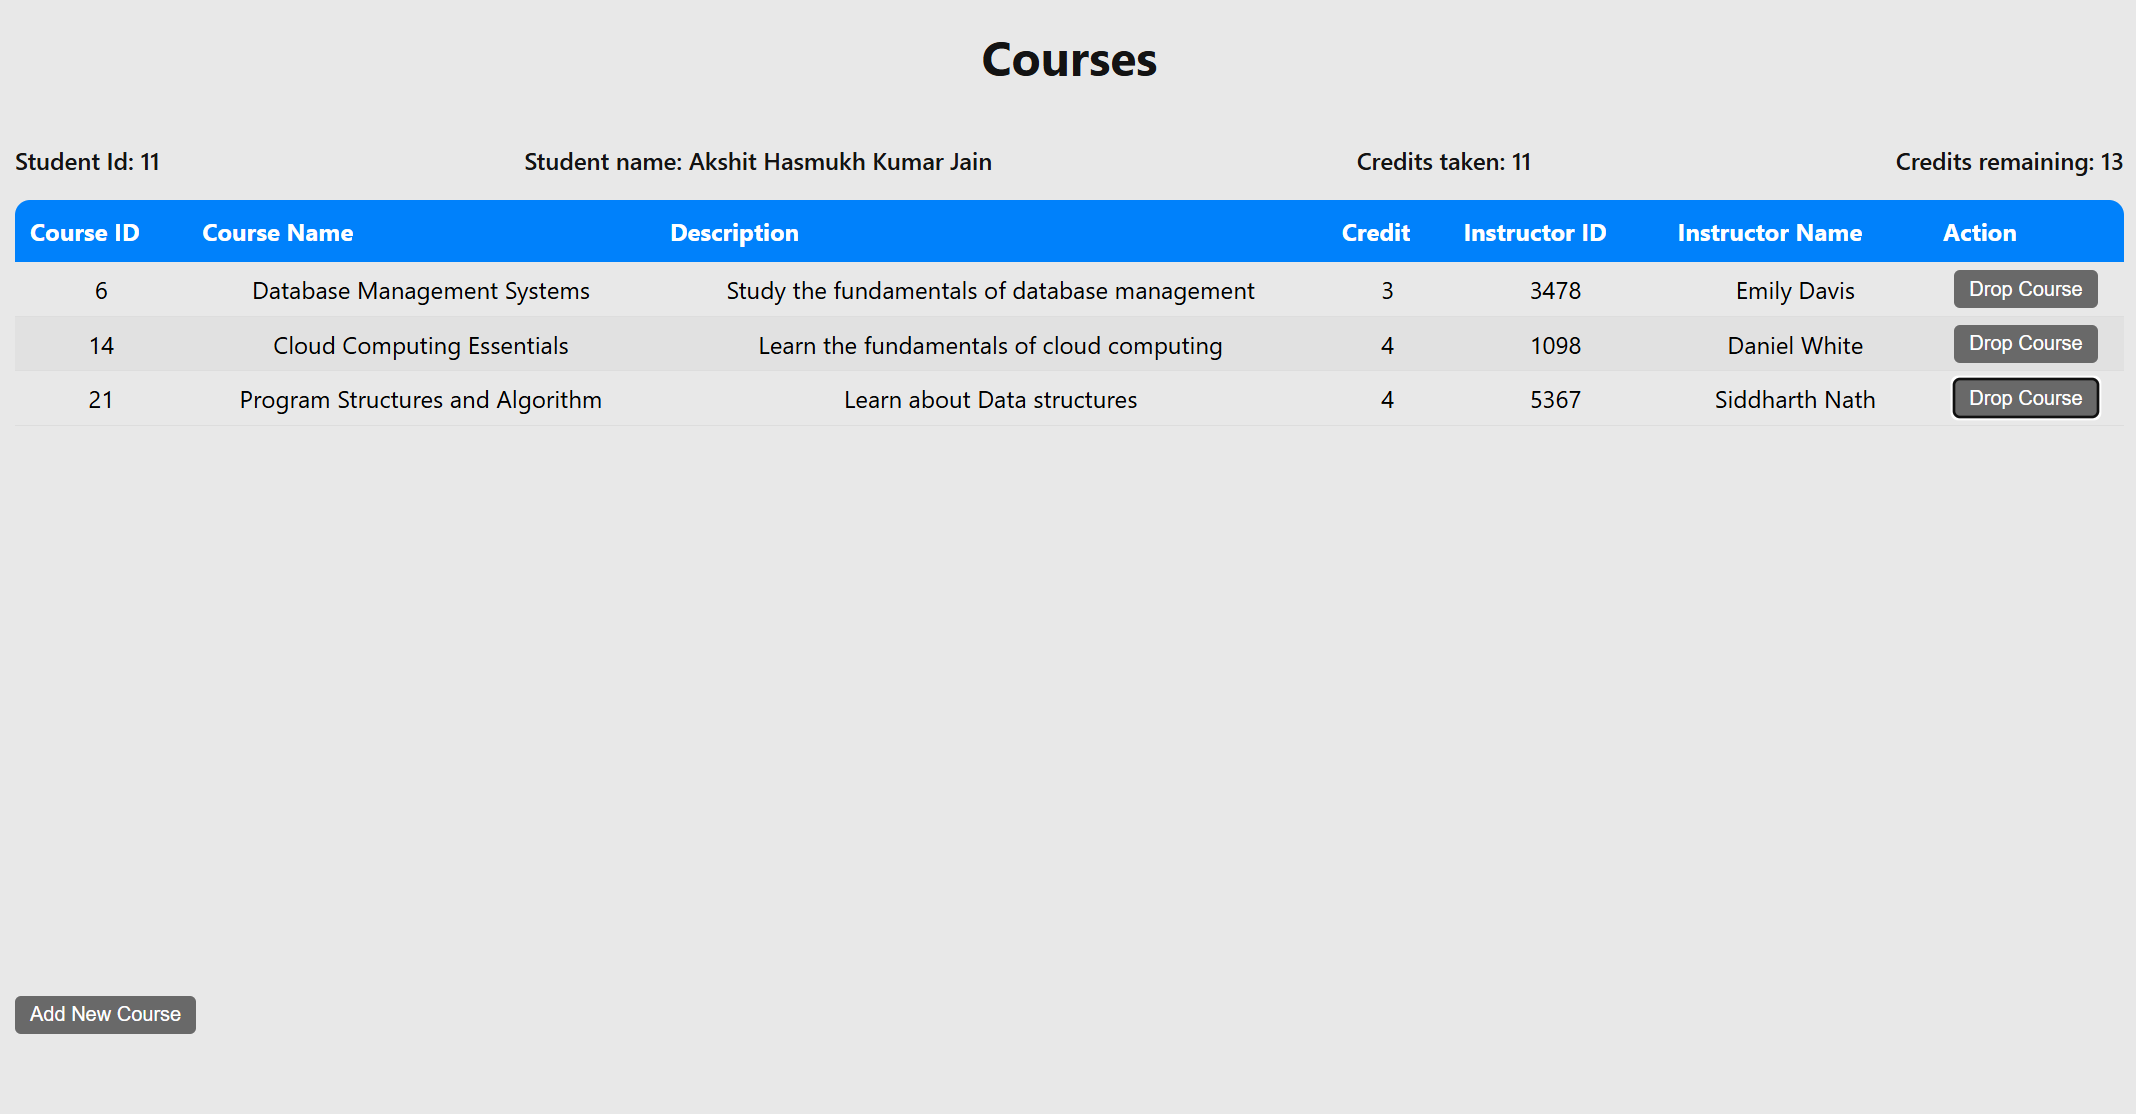 Courses
Student Id: 11 Student name: Akshit Hasmukh Kumar Jain Credits taken: 11 Credits remaining: 13
Course ID Course Name Description Credit Instructor ID Instructor Name Action
6 Database Management Systems Study the fundamentals of database management 3 3478 Emily Davis Drop Course
14 Cloud Computing Essentials Learn the fundamentals of cloud computing 4 1098 Daniel White Drop Course
21 Program Structures and Algorithm Learn about Data structures 4 5367 Siddharth Nath Drop Course
Add New Course